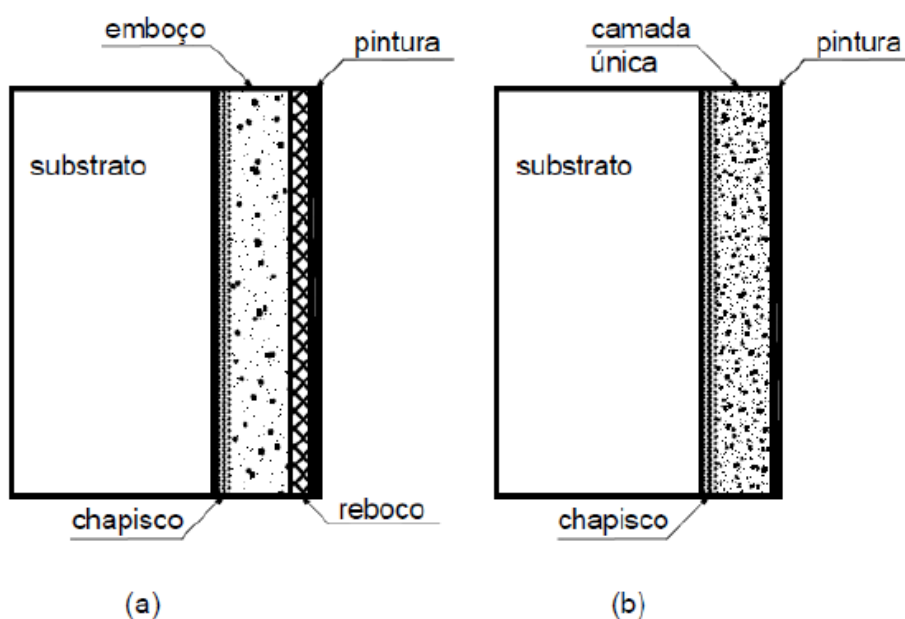 emboço
pintura
substrato
chapisco
reboco
(a)
camada
única
pintura
substrato
chapisco
(b)